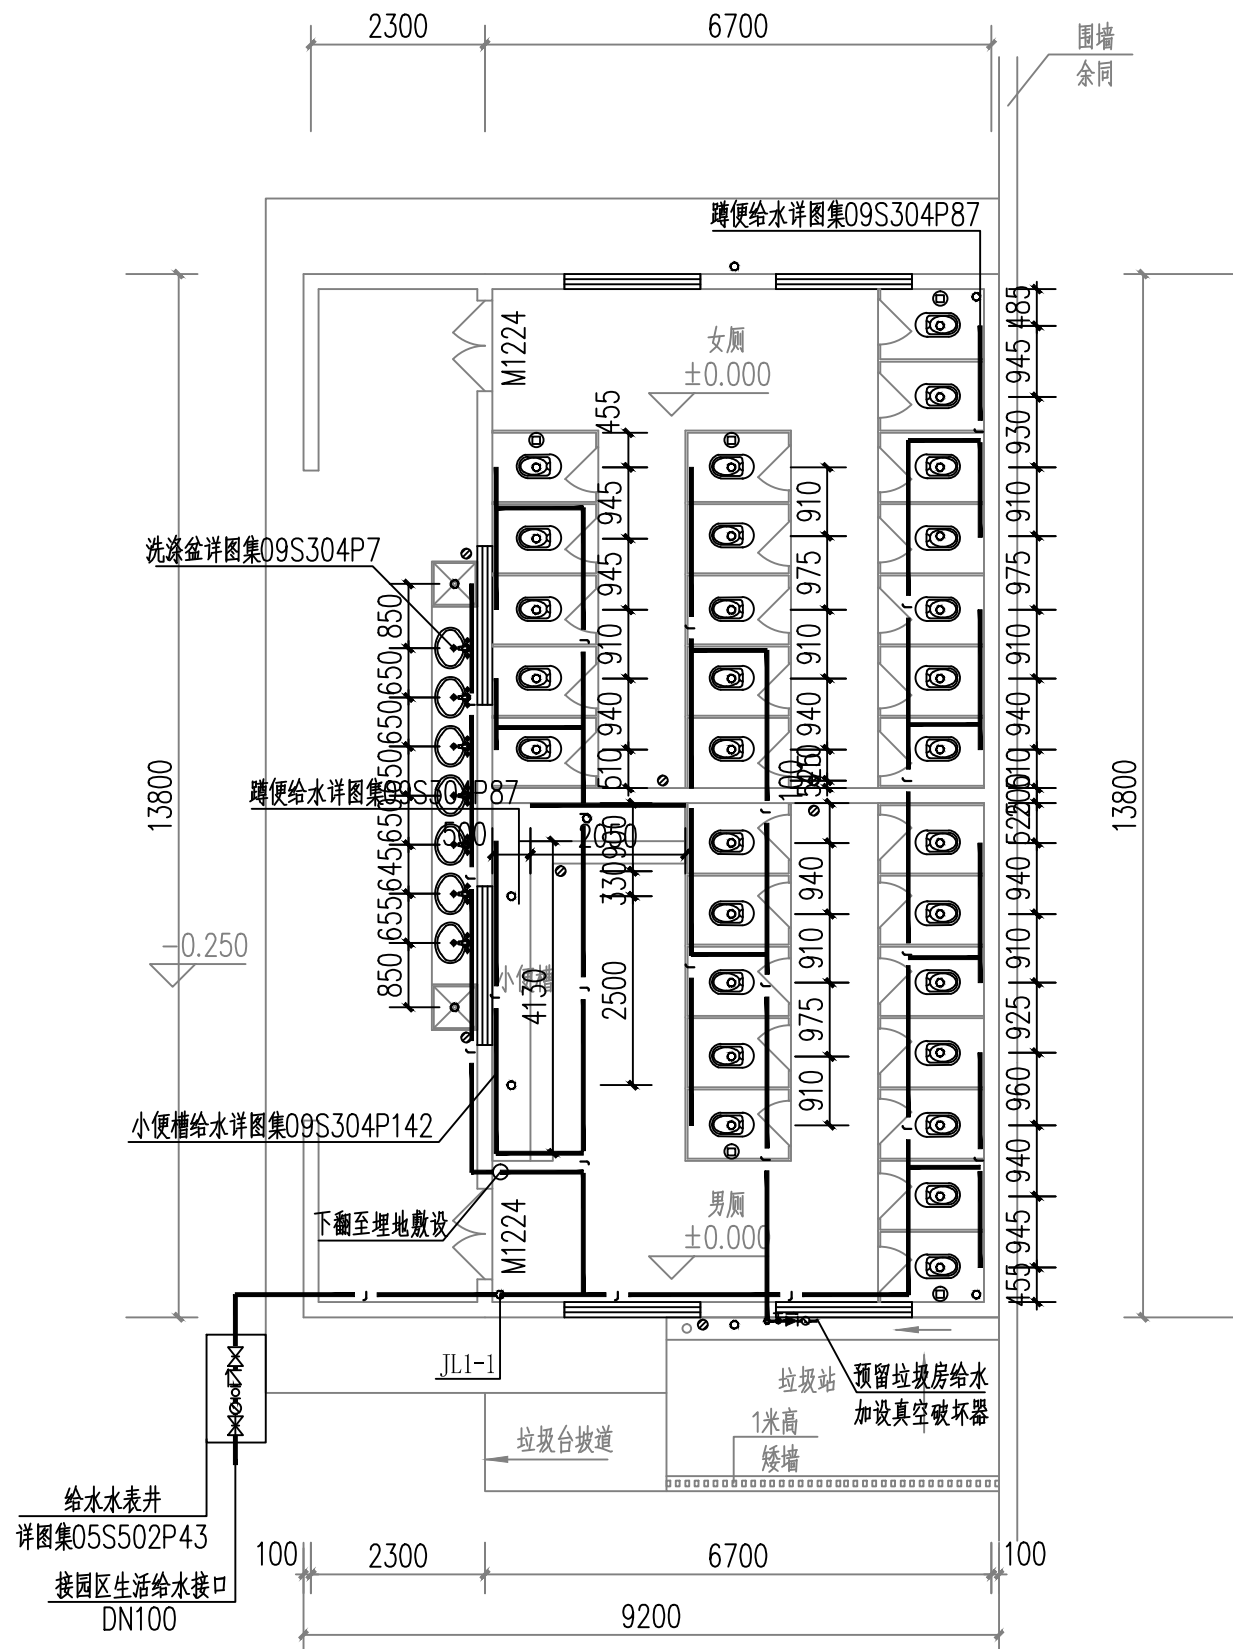 2300
6700
围墙
余同
蹲便给水详图集09S304P87
485
945
930
910
975
910
940
510
M1224
女厕
±0.000
455
945
945
910
940
510
910
975
910
940
洗涤盆详图集09S304P7
850
650
650
650
650
645
655
850
13800
13800
蹲便给水详图集09S304P87
500
2050
950
330
2500
4130
小便槽
-0.250
940
910
975
910
940
910
925
960
940
945
455
小便槽给水详图集09S304P142
下翻至埋地敷设
M1224
男厕
±0.000
JL1-1
垃圾站
预留垃圾房给水
加设真空破坏器
1米高
矮墙
垃圾台坡道
给水水表井
详图集05S502P43
接园区生活给水接口
DN100
100
2300
6700
100
9200